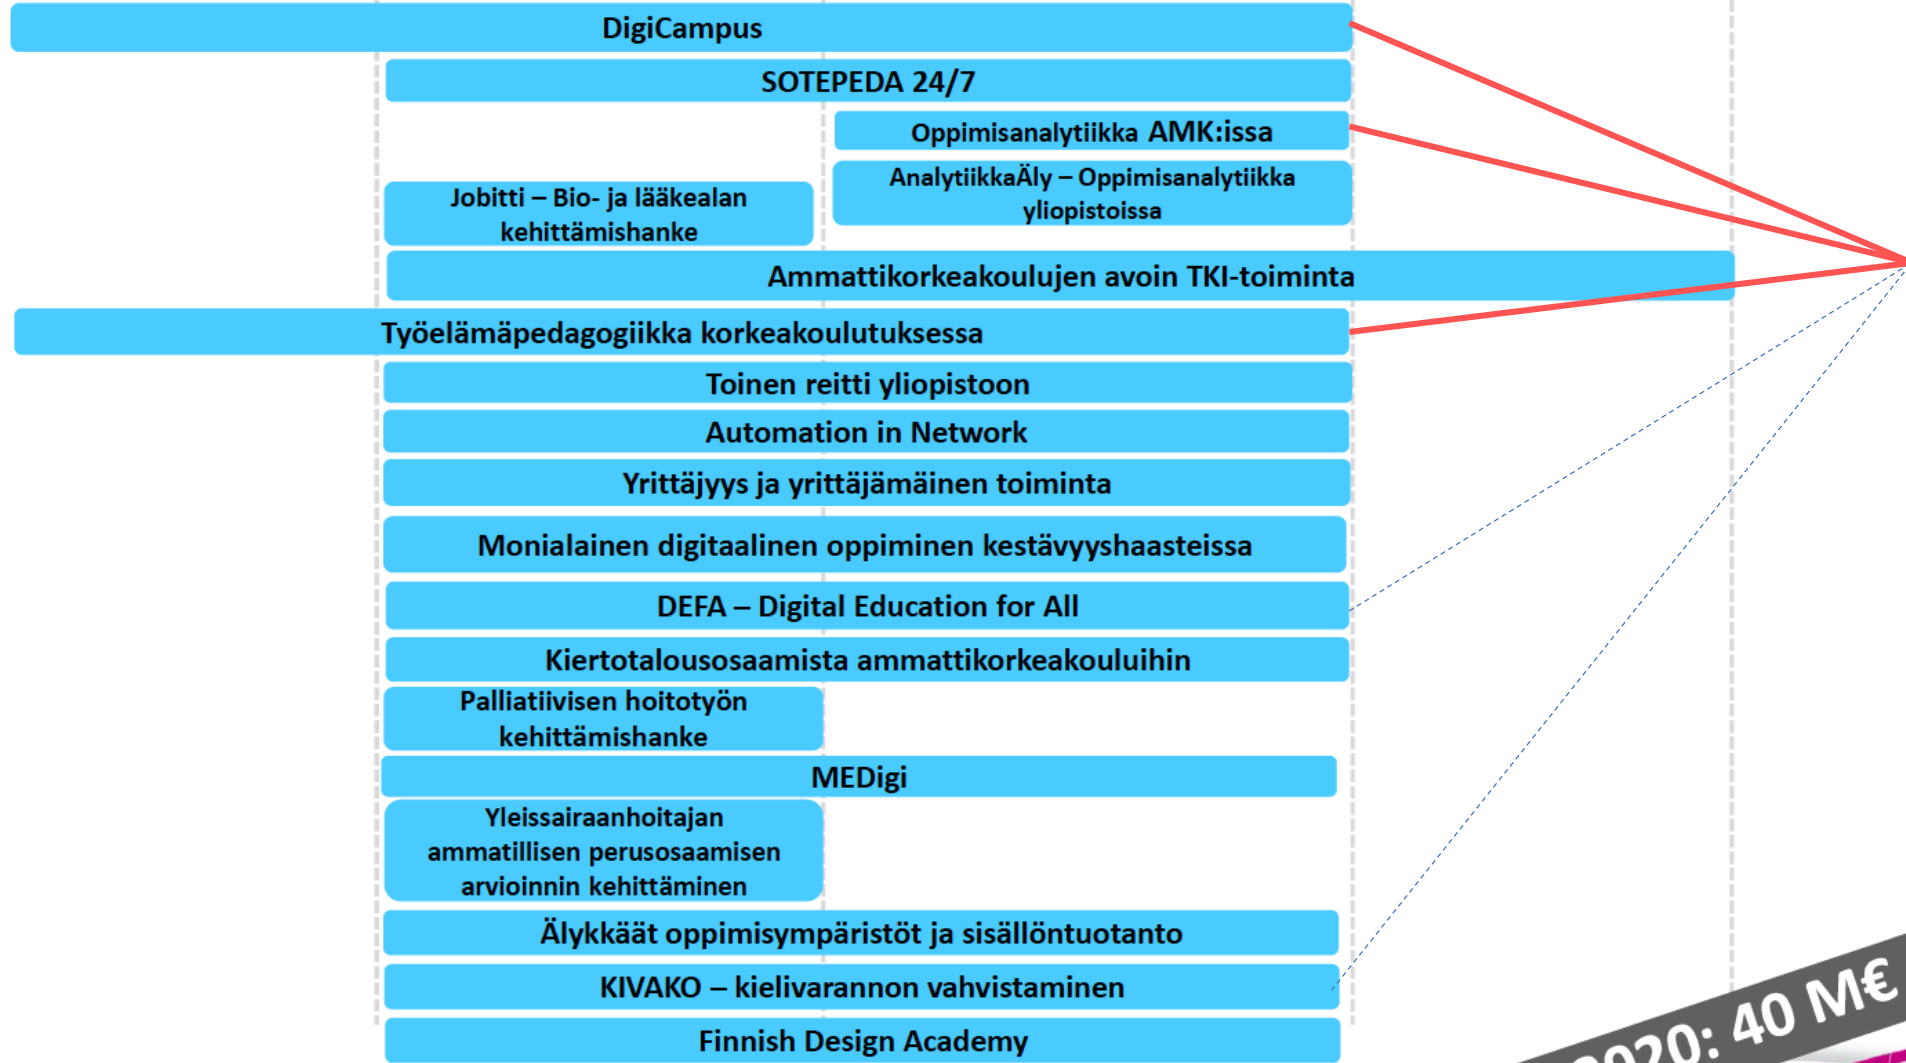 DigiCampus
SOTEPEDA 24/7
Oppimisanalytiikka AMK:issa
AnalytiikkaÄly – Oppimisanalytiikka
yliopistoissa
Jobitti – Bio- ja lääkealan
kehittämishanke
Ammattikorkeakoulujen avoin TKI-toiminta
Työelämäpedagogiikka korkeakoulutuksessa
Toinen reitti yliopistoon
Automation in Network
Yrittäjyys ja yrittäjämäinen toiminta
Monialainen digitaalinen oppiminen kestävyyshaasteissa
DEFA – Digital Education for All
Kiertotalousosaamista ammattikorkeakouluihin
Palliatiivisen hoitotyön
kehittämishanke
MEDigi
Yleissairaanhoitajan
ammatillisen perusosaamisen
arvioinnin kehittäminen
Älykkäät oppimisympäristöt ja sisällöntuotanto
KIVAKO – kielivarannon vahvistaminen
Finnish Design Academy
2020: 40 M€